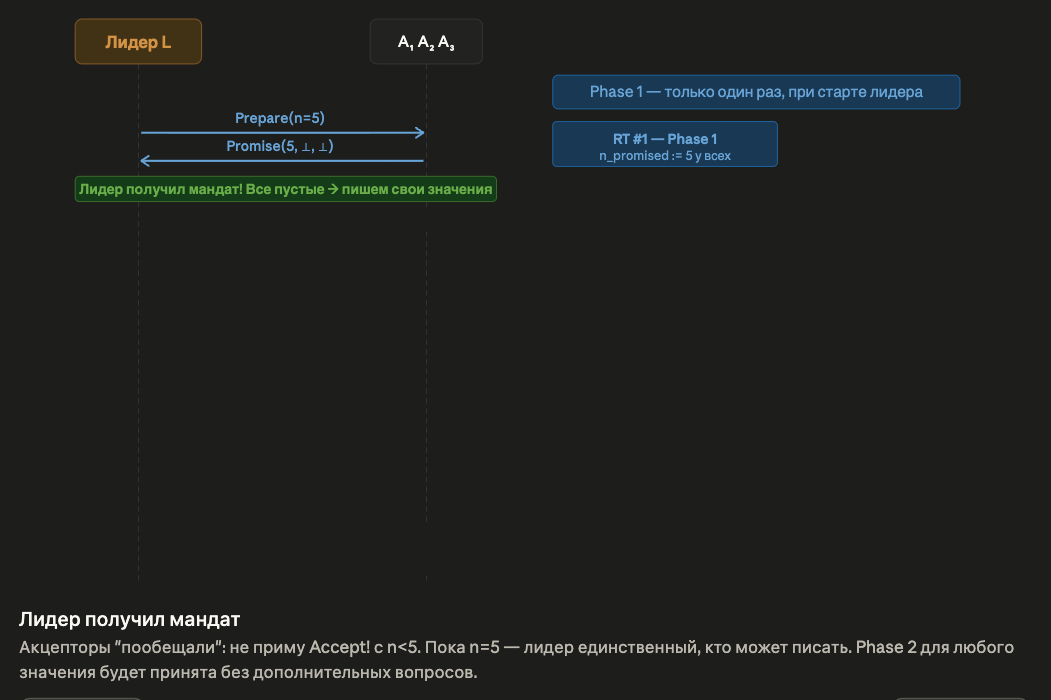 Лидер L
A₁ A₂ A₃
Phase 1 — только один раз, при старте лидера
Prepare(n=5)
RT #1 — Phase 1
Promise(5, ⊥, ⊥)
n_promised := 5 у всех
Лидер получил мандат! Все пустые → пишем свои значения
Лидер получил мандат
Акцепторы "пообещали": не приму Accept! с n<5. Пока n=5 — лидер единственный, кто может писать. Phase 2 для любого
значения будет принята без дополнительных вопросов.